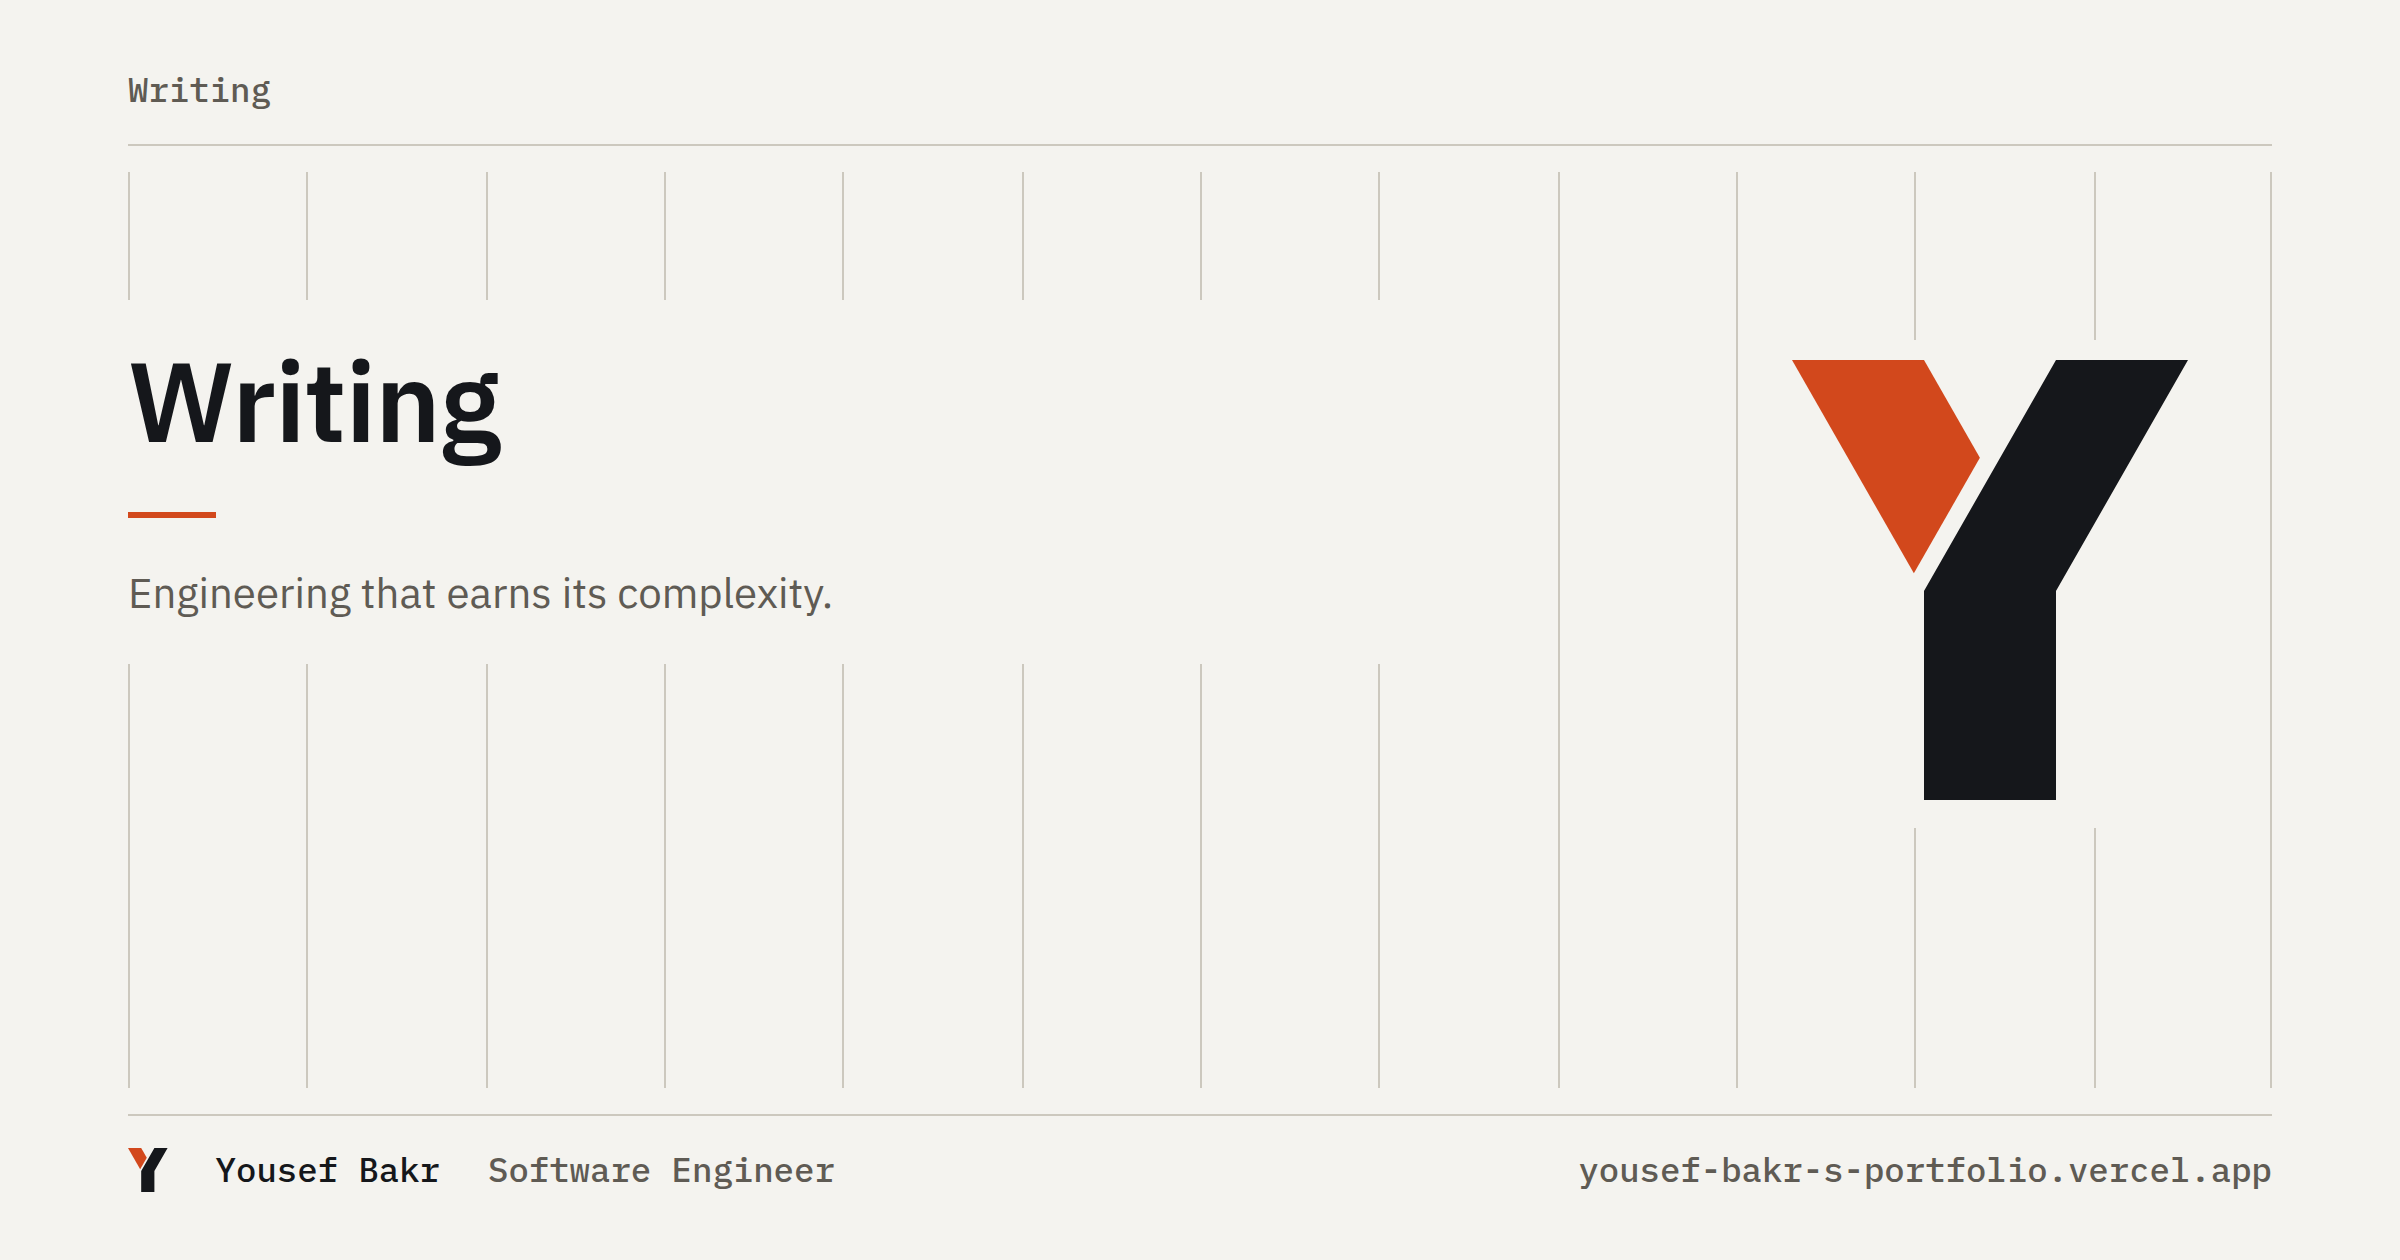 Writing
Writing
Engineering that earns its complexity.
Y
Yousef Bakr Software Engineer
yousef-bakr-s-portfolio.vercel.app